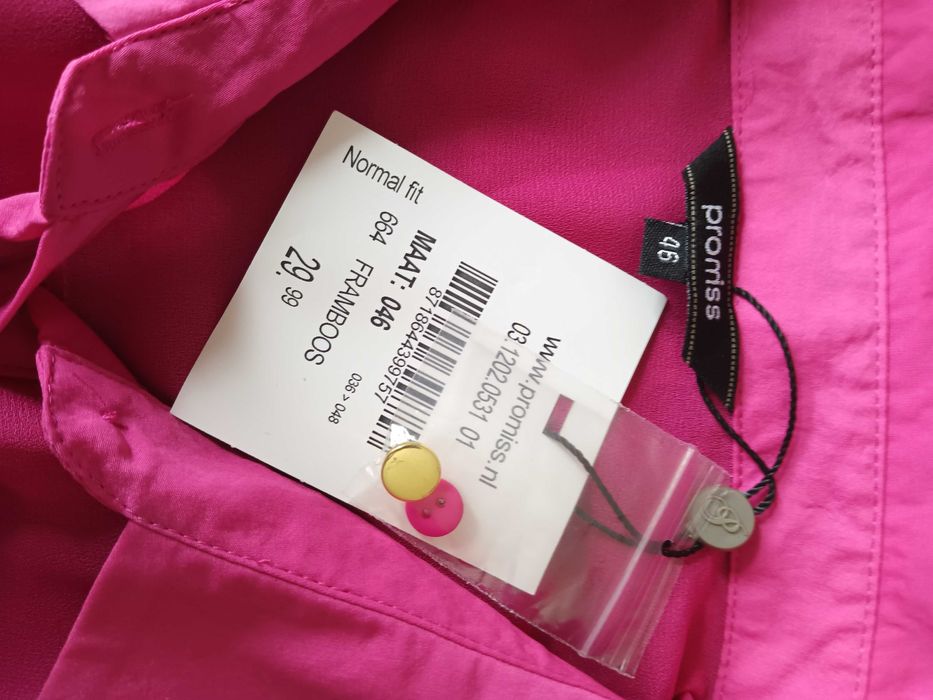 www.promiss.nl
03.1202.0531 01
8718644399757
MAAT: 046
664 FRAMBOOS
036 > 048
29.99
Normal fit
promiss
46